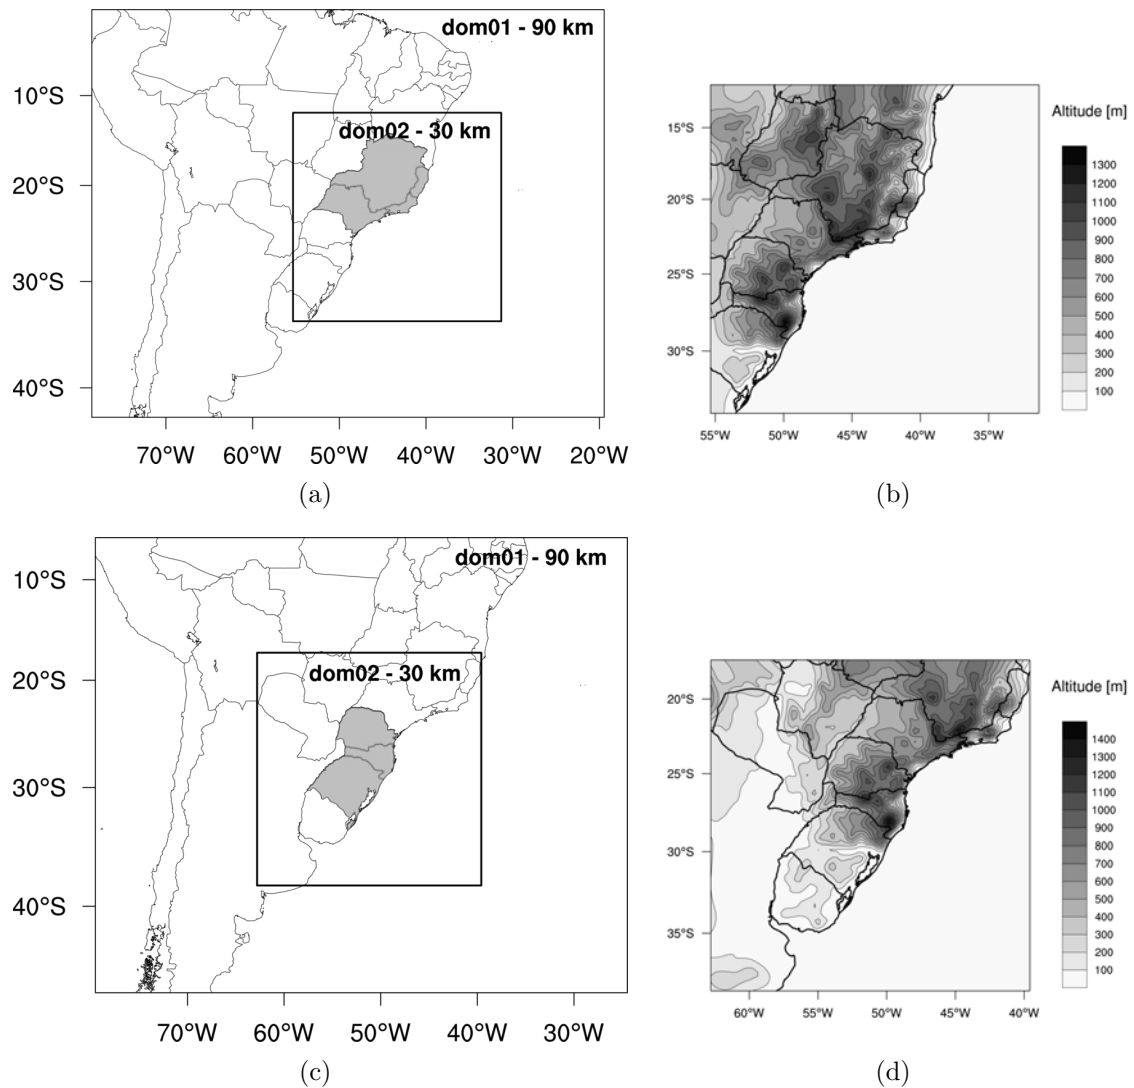 dom01 - 90 km
dom02 - 30 km
10°S
20°S
30°S
40°S
70°W 60°W 50°W 40°W 30°W 20°W
(a)
Altitude [m]
15°S
20°S
25°S
30°S
55°W 50°W 45°W 40°W 35°W
1300
1200
1100
1000
900
800
700
600
500
400
300
200
100
(b)
dom01 - 90 km
dom02 - 30 km
10°S
20°S
30°S
40°S
70°W 60°W 50°W 40°W 30°W
(c)
Altitude [m]
20°S
25°S
30°S
35°S
60°W 55°W 50°W 45°W 40°W
1400
1300
1200
1100
1000
900
800
700
600
500
400
300
200
100
(d)